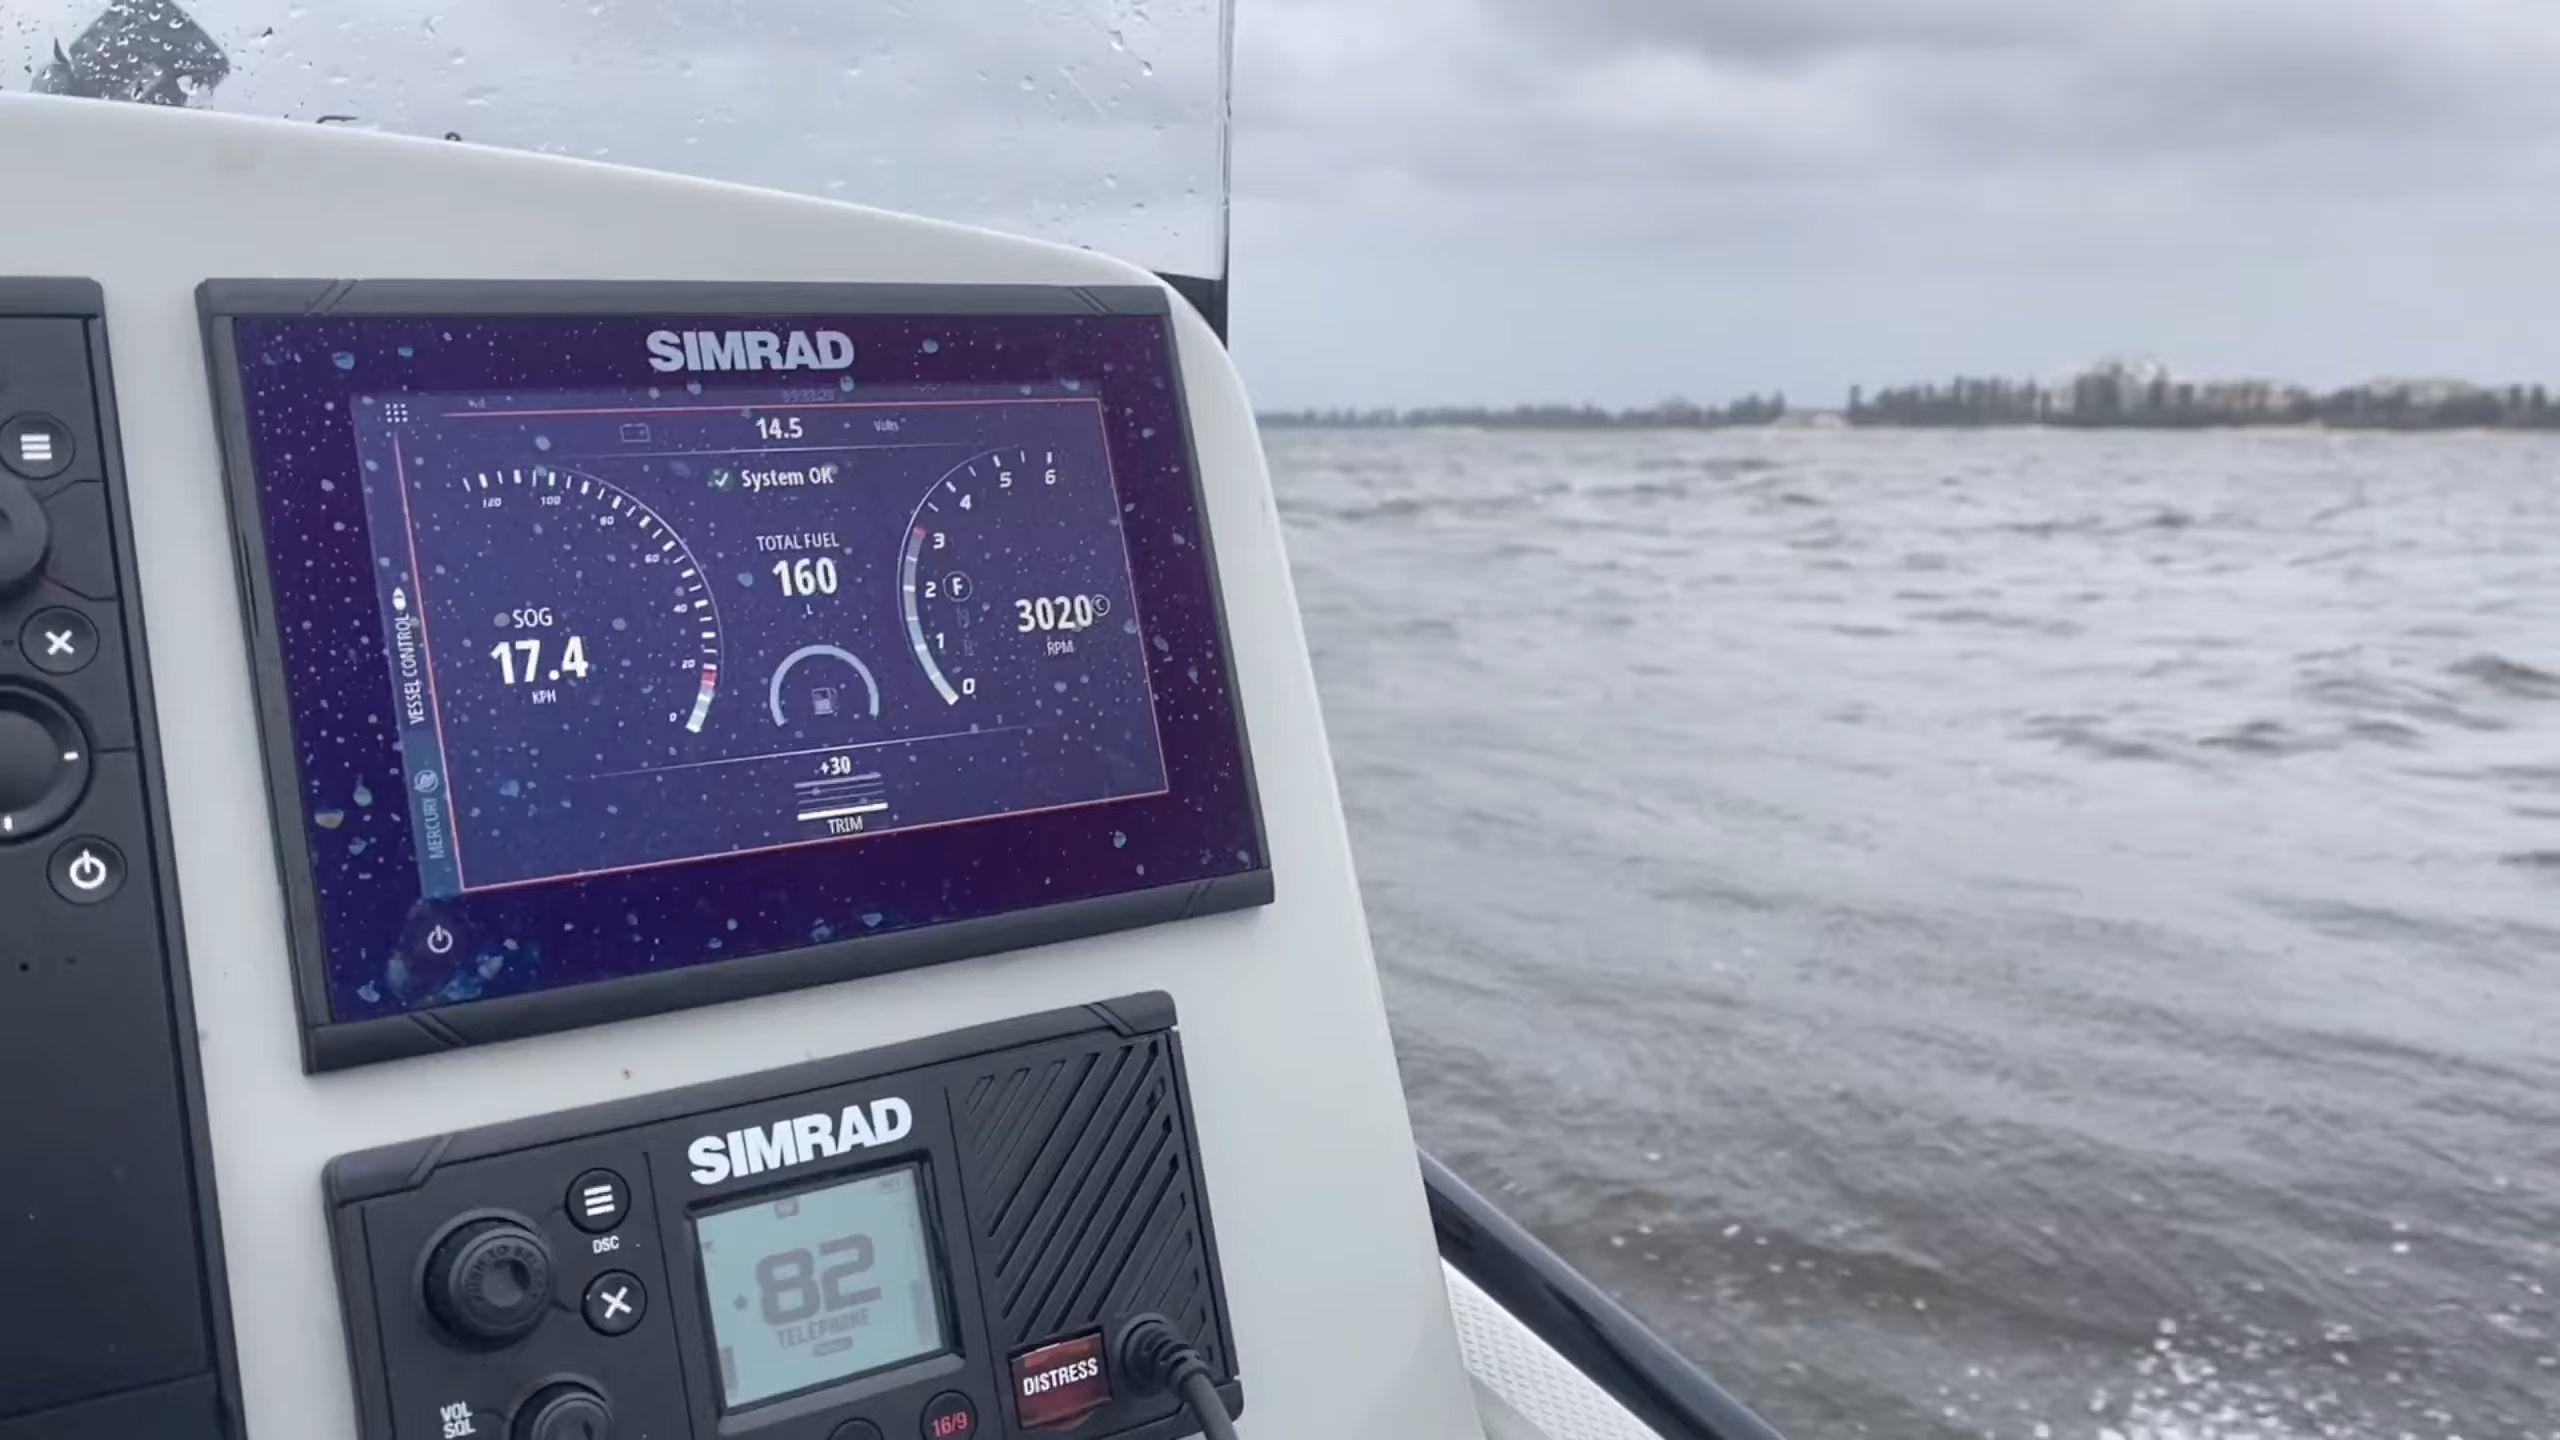 SIMRAD
14.5 Volts
System OK
120
100
80
60
40
20
0
SOG
17.4
KPH
TOTAL FUEL
160
L
6
5
4
3
2
1
0
F
3020
RPM
+30
TRIM
VESSEL CONTROL
MERCURY
SIMRAD
DSC
82
TELEPHONE
VOL
SQL
16/9
DISTRESS